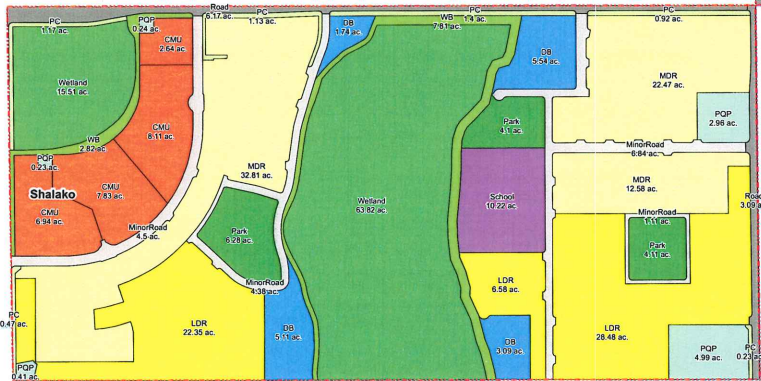 Road
6.17 ac.
PC
1.17 ac.
PQP
0.24 ac.
PC
1.13 ac.
DB
1.74 ac.
PC
1.4 ac.
WB
7.81 ac.
PC
0.92 ac.
CMU
2.64 ac.
DB
5.54 ac.
Wetland
15.51 ac.
MDR
22.47 ac.
CMU
8.11 ac.
Park
4.1 ac.
PQP
2.96 ac.
WB
2.82 ac.
MinorRoad
6.84 ac.
PQP
0.23 ac.
MDR
32.81 ac.
MDR
12.58 ac.
Shalako
CMU
7.83 ac.
Wetland
63.82 ac.
School
10.22 ac.
Road
3.09 ac.
CMU
6.94 ac.
MinorRoad
1.11 ac.
MinorRoad
4.5 ac.
Park
6.28 ac.
Park
4.11 ac.
LDR
6.58 ac.
MinorRoad
4.38 ac.
PC
0.47 ac.
LDR
22.35 ac.
DB
5.11 ac.
DB
3.09 ac.
LDR
28.48 ac.
PQP
4.99 ac.
PC
0.23 ac.
PQP
0.41 ac.